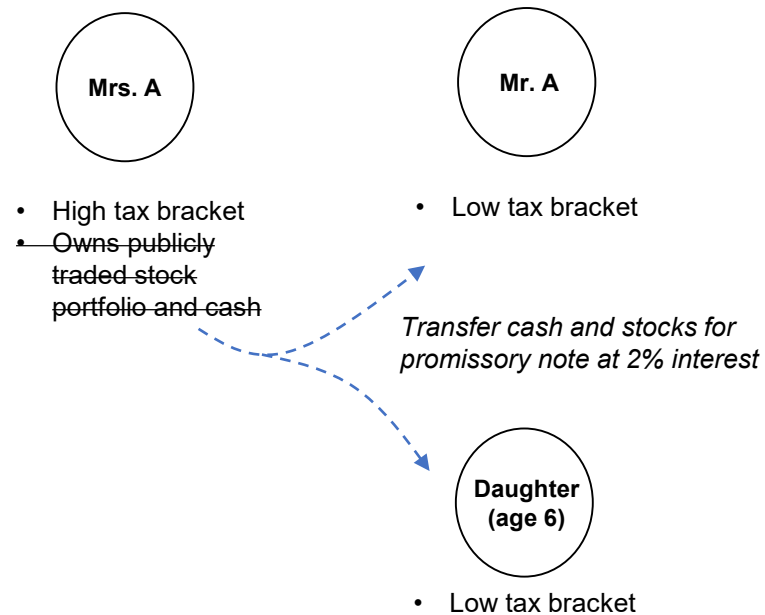 Mrs. A
Mr. A
• High tax bracket
• Owns publicly
traded stock
portfolio and cash
• Low tax bracket
Transfer cash and stocks for
promissory note at 2% interest
Daughter
(age 6)
• Low tax bracket